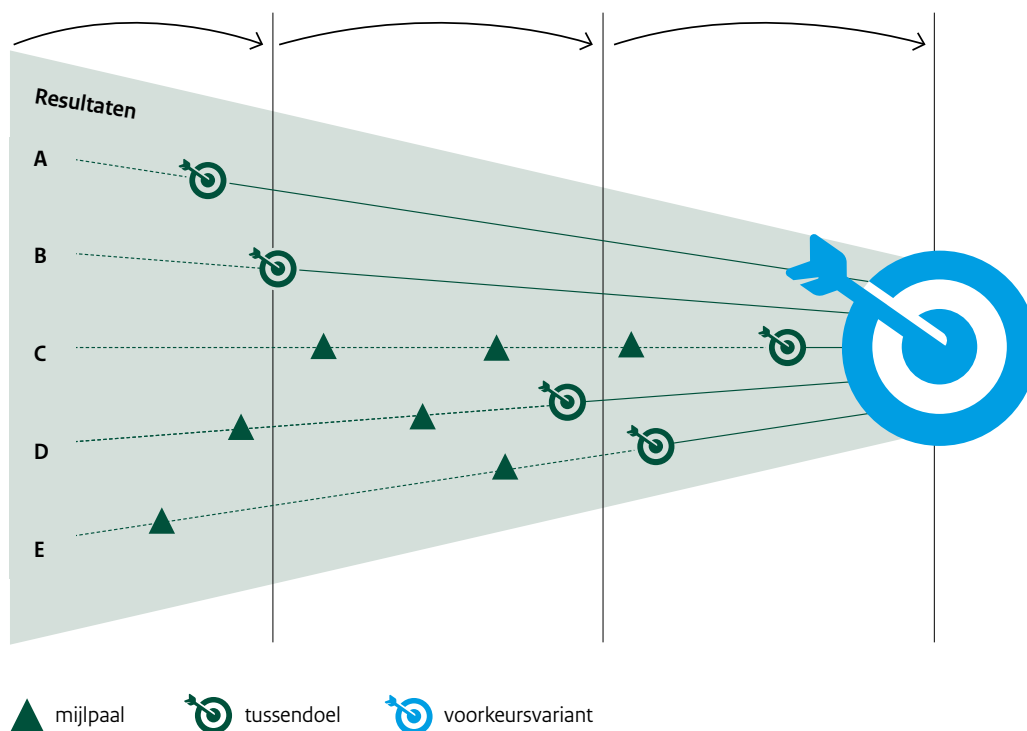 Resultaten
A
B
C
D
E
mijlpaal
tussendoel
voorkeursvariant